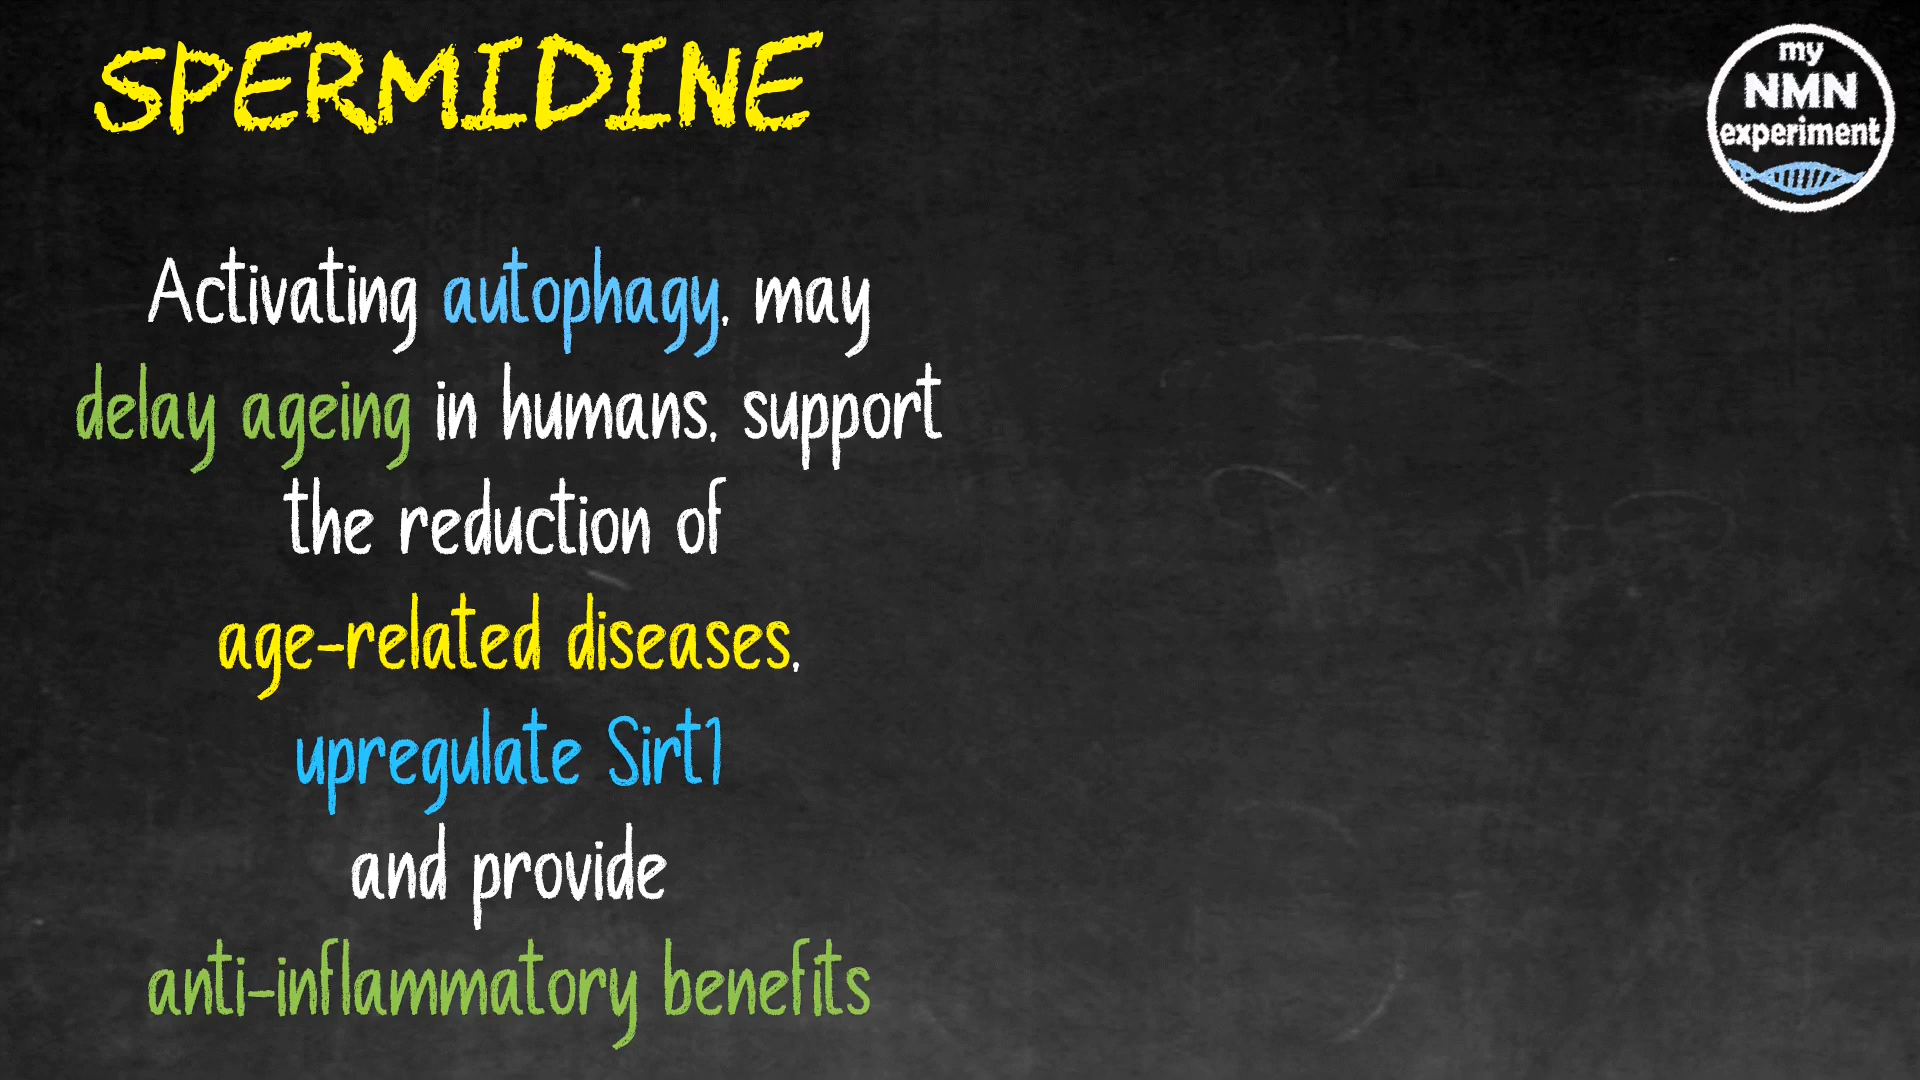 SPERMIDINE
my
NMN
experiment
Activating autophagy, may
delay ageing in humans, support
the reduction of
age-related diseases,
upregulate Sirt1
and provide
anti-inflammatory benefits